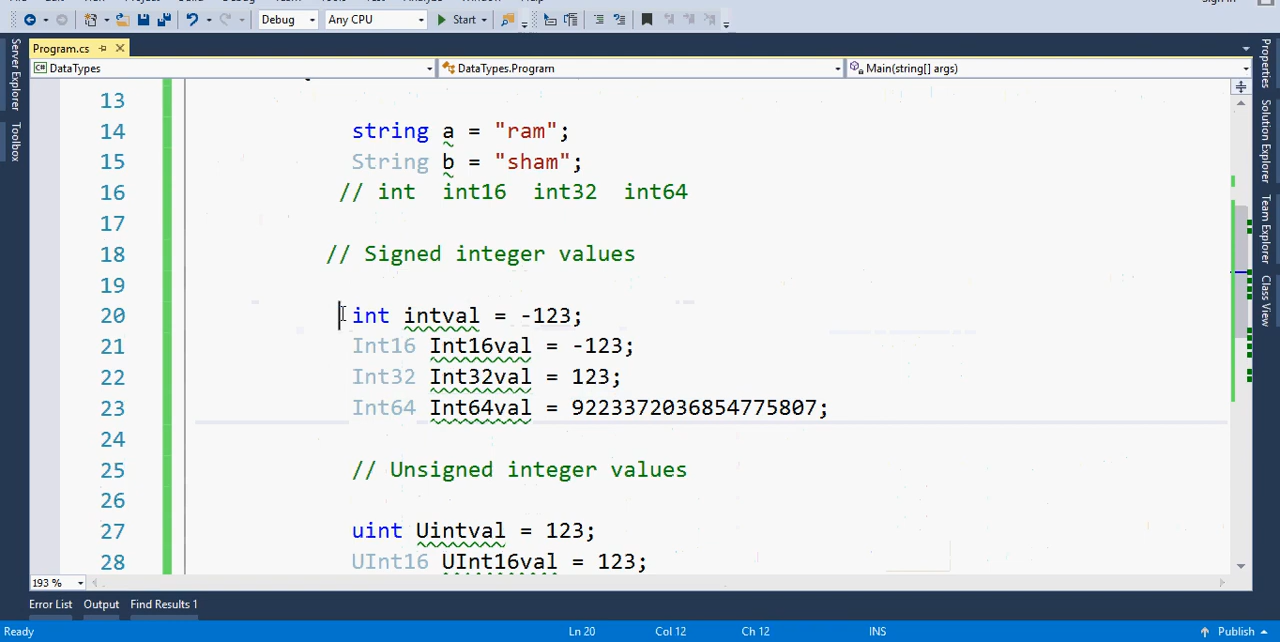 Debug Any CPU Start
Program.cs
DataTypes DataTypes.Program Main(string[] args)
Server Explorer
Toolbox
13
14 string a = "ram";
15 String b = "sham";
16 // int int16 int32 int64
17
18 // Signed integer values
19
20 int intval = -123;
21 Int16 Int16val = -123;
22 Int32 Int32val = 123;
23 Int64 Int64val = 9223372036854775807;
24
25 // Unsigned integer values
26
27 uint Uintval = 123;
28 UInt16 UInt16val = 123;
Properties
Solution Explorer
Team Explorer
Class View
193 %
Error List Output Find Results 1
Ready Ln 20 Col 12 Ch 12 INS Publish